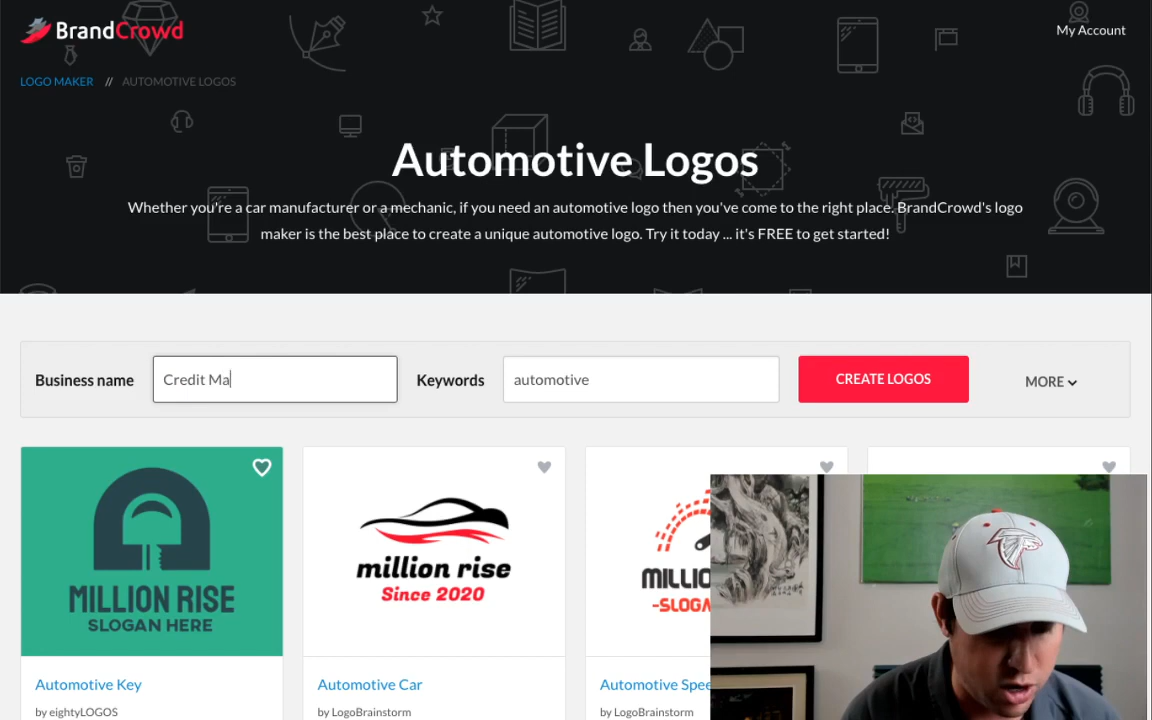 BrandCrowd
My Account
LOGO MAKER // AUTOMOTIVE LOGOS
Automotive Logos
Whether you're a car manufacturer or a mechanic, if you need an automotive logo then you've come to the right place. BrandCrowd's logo
maker is the best place to create a unique automotive logo. Try it today ... it's FREE to get started!
Business name
Credit Ma
Keywords
automotive
CREATE LOGOS
MORE
MILLION RISE
SLOGAN HERE
million rise
Since 2020
Automotive Key
by eightyLOGOS
Automotive Car
by LogoBrainstorm
Automotive
by LogoBrainstorm